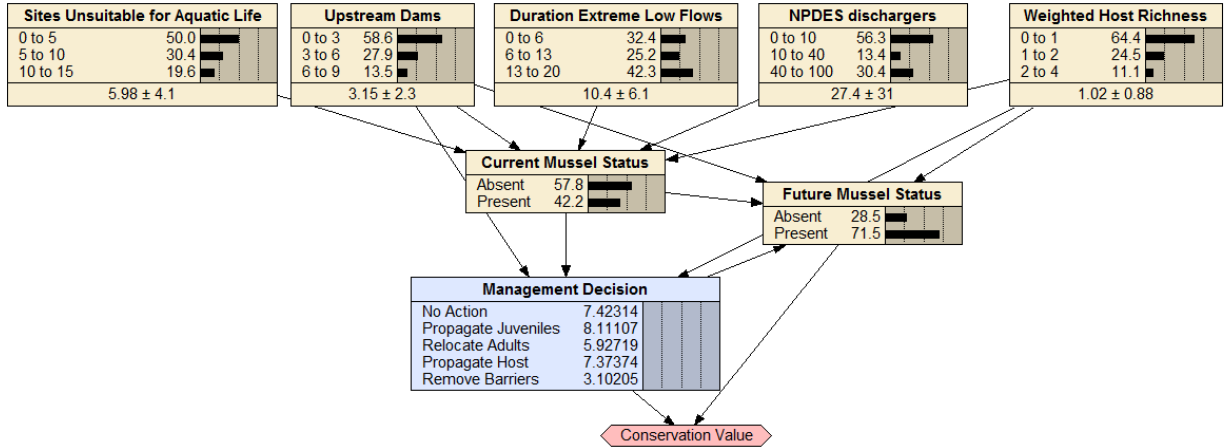 Sites Unsuitable for Aquatic Life
0 to 5 50.0
5 to 10 30.4
10 to 15 19.6
5.98 ± 4.1
Upstream Dams
0 to 3 58.6
3 to 6 27.9
6 to 9 13.5
3.15 ± 2.3
Duration Extreme Low Flows
0 to 6 32.4
6 to 13 25.2
13 to 20 42.3
10.4 ± 6.1
NPDES dischargers
0 to 10 56.3
10 to 40 13.4
40 to 100 30.4
27.4 ± 31
Weighted Host Richness
0 to 1 64.4
1 to 2 24.5
2 to 4 11.1
1.02 ± 0.88
Current Mussel Status
Absent 57.8
Present 42.2
Future Mussel Status
Absent 28.5
Present 71.5
Management Decision
No Action 7.42314
Propagate Juveniles 8.11107
Relocate Adults 5.92719
Propagate Host 7.37374
Remove Barriers 3.10205
Conservation Value